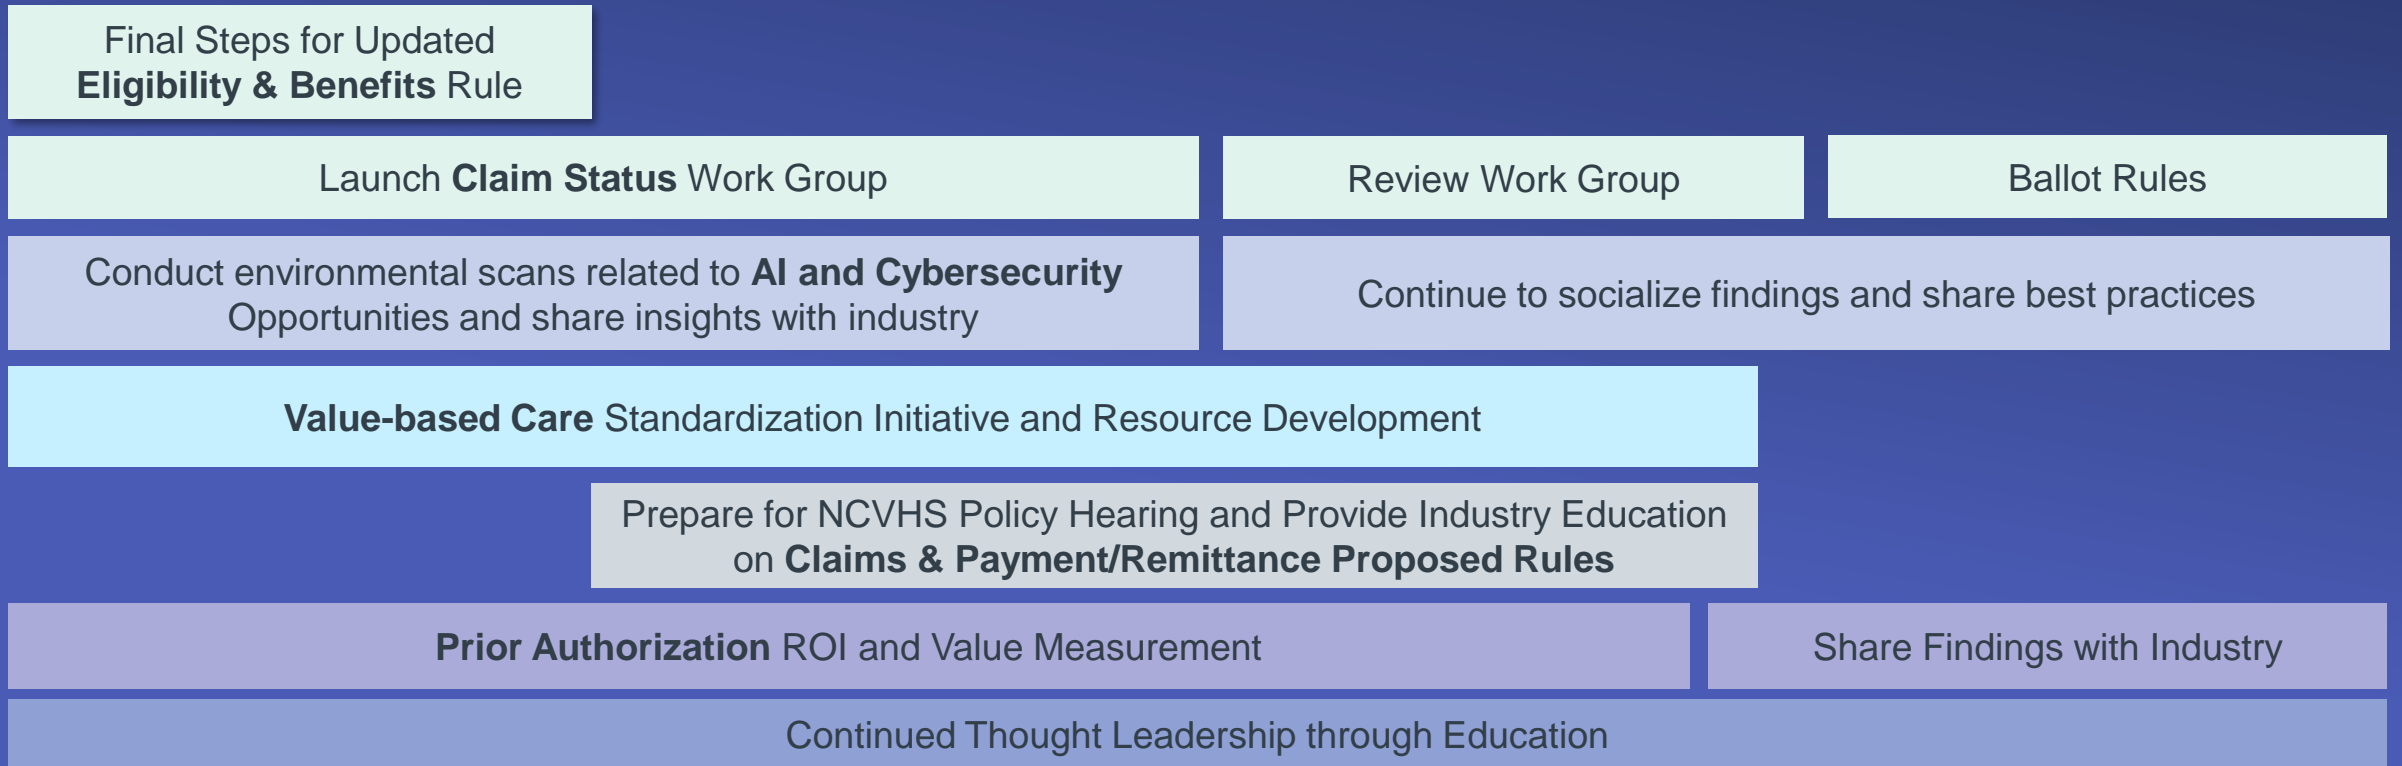 Final Steps for Updated
Eligibility & Benefits Rule
Launch Claim Status Work Group
Review Work Group
Ballot Rules
Conduct environmental scans related to AI and Cybersecurity
Opportunities and share insights with industry
Continue to socialize findings and share best practices
Value-based Care Standardization Initiative and Resource Development
Prepare for NCVHS Policy Hearing and Provide Industry Education
on Claims & Payment/Remittance Proposed Rules
Prior Authorization ROI and Value Measurement
Share Findings with Industry
Continued Thought Leadership through Education